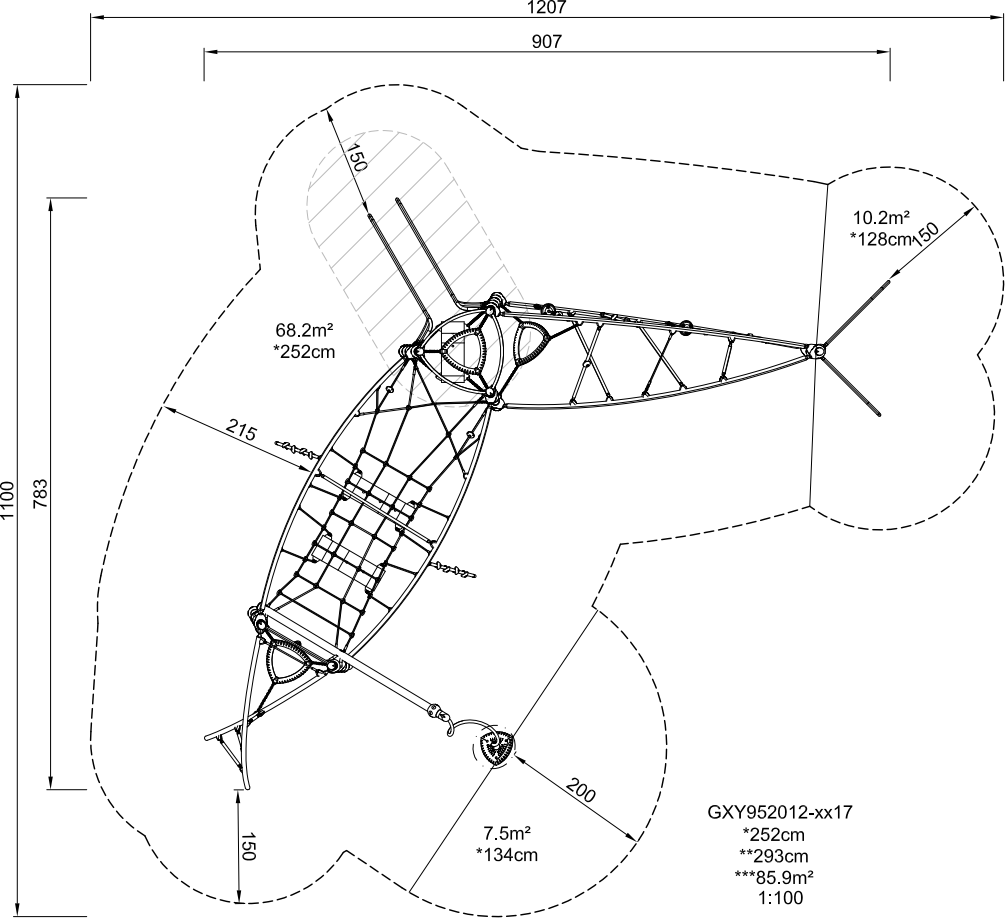 1207
907
150
10.2m²
*128cm
150
68.2m²
*252cm
215
783
1100
200
7.5m²
*134cm
150
GXY952012-xx17
*252cm
**293cm
***85.9m²
1:100